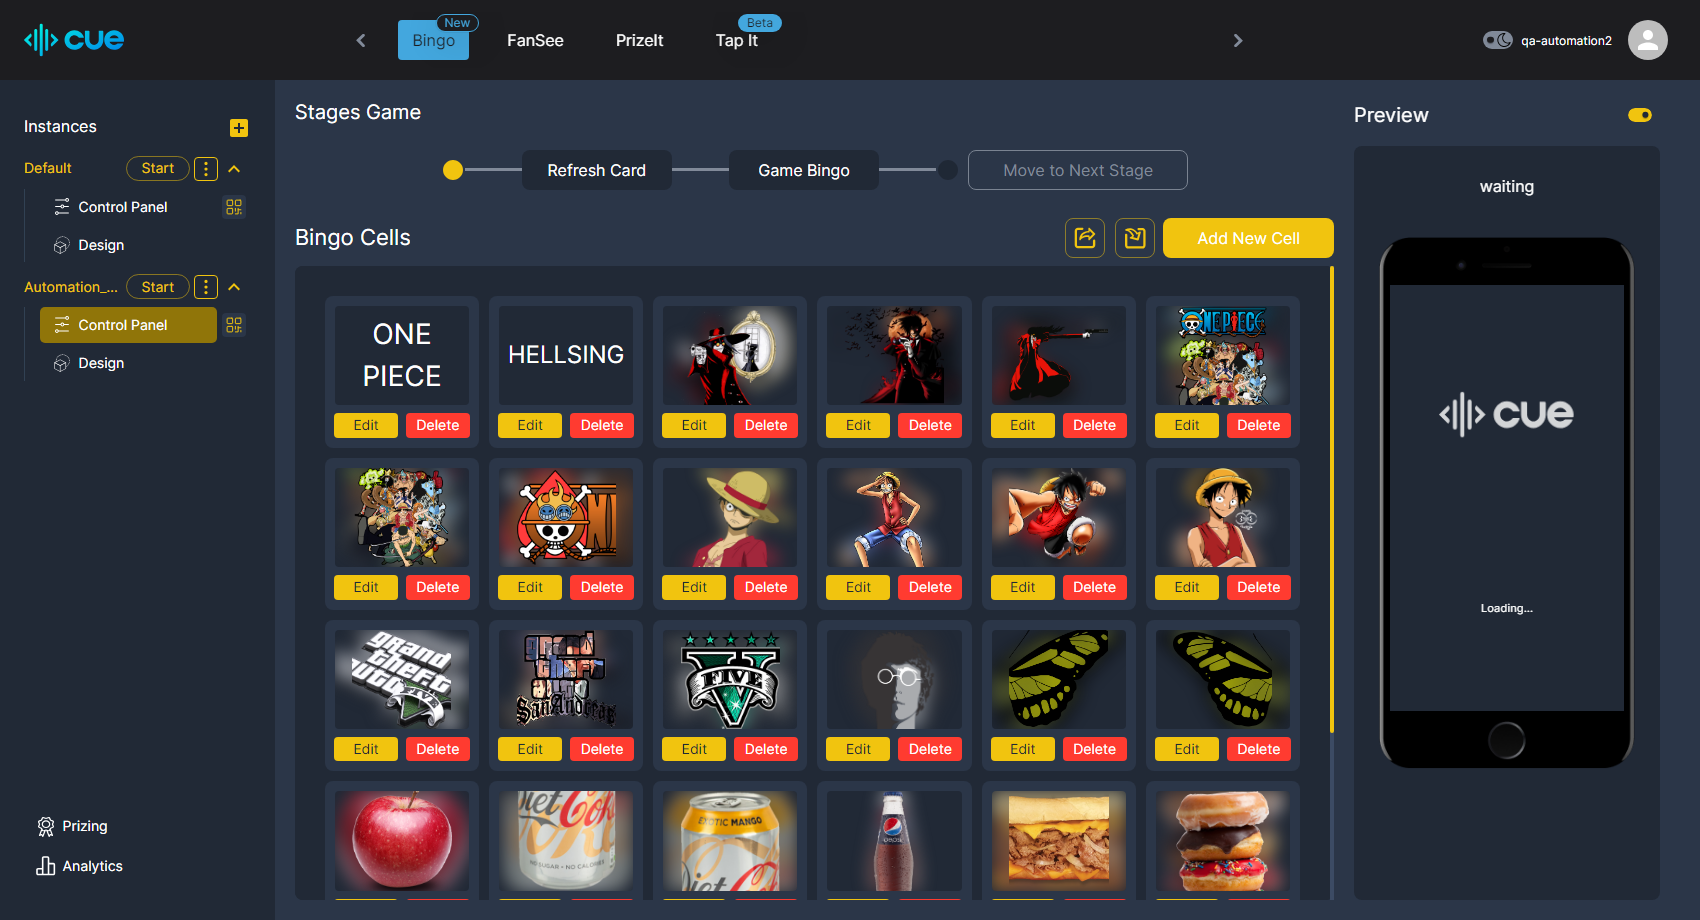 cue
Bingo
New
FanSee
PrizeIt
Tap It
Beta
qa-automation2
Instances
Default
Start
Control Panel
Design
Automation_...
Start
Control Panel
Design
Prizing
Analytics
Stages Game
Refresh Card
Game Bingo
Move to Next Stage
Bingo Cells
Add New Cell
ONE
PIECE
HELLSING
ONE PIECE
Edit Delete Edit Delete Edit Delete Edit Delete Edit Delete Edit Delete
Edit Delete Edit Delete Edit Delete Edit Delete Edit Delete Edit Delete
grand
theft
grand
theft
San Andreas
V
FIVE
Edit Delete Edit Delete Edit Delete Edit Delete Edit Delete Edit Delete
Diet Coke
NO SUGAR • NO CALORIES
EXOTIC MANGO
Diet Coke
pepsi
Preview
waiting
cue
Loading...